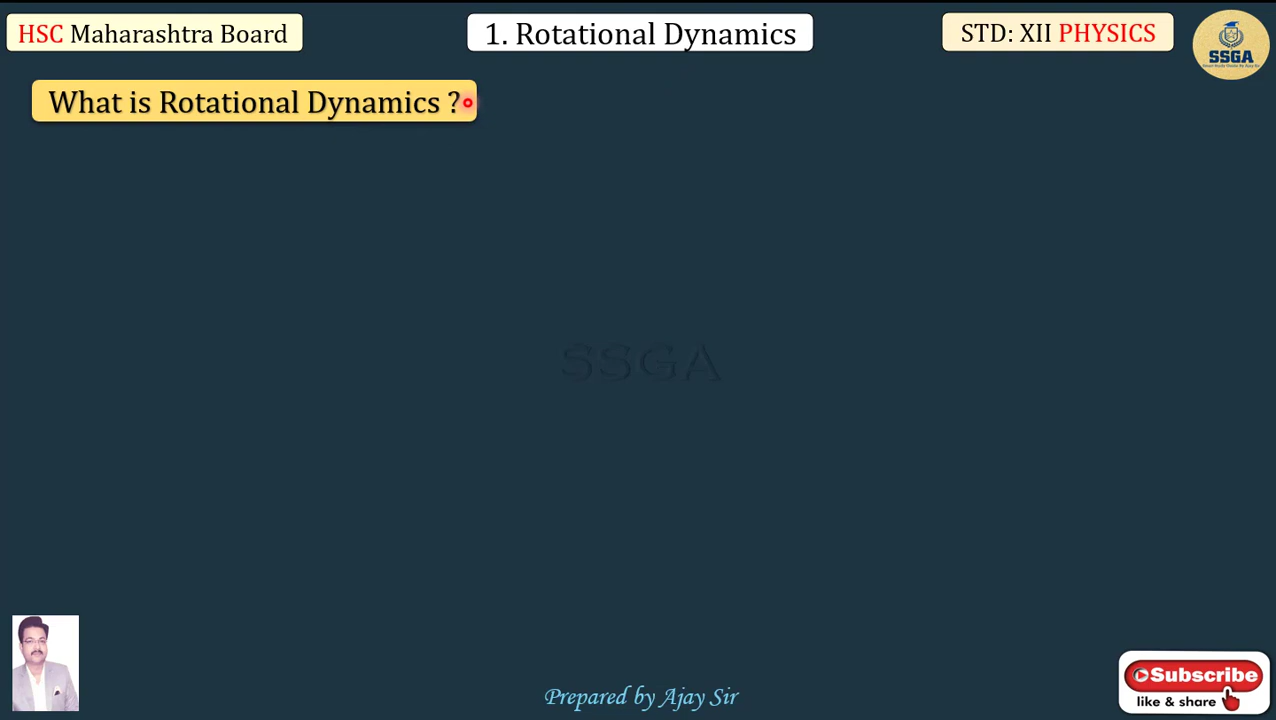 HSC Maharashtra Board
1. Rotational Dynamics
STD: XII PHYSICS
SSGA
What is Rotational Dynamics ?
SSGA
Prepared by Ajay Sir
Subscribe
like & share